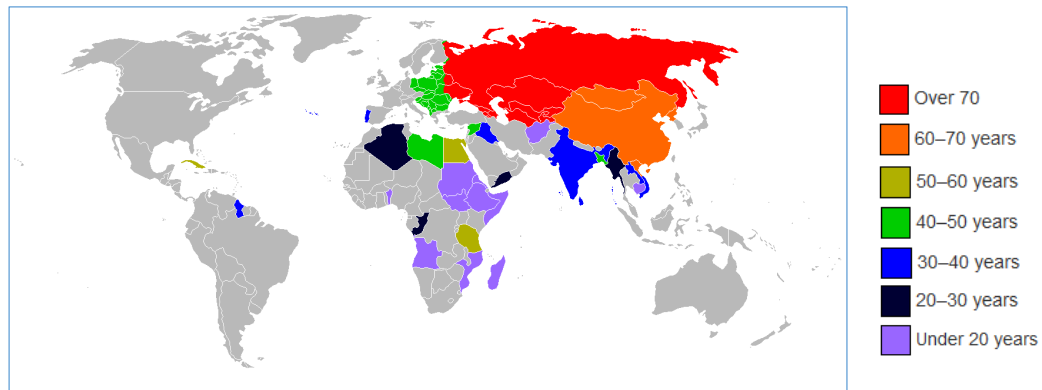 Over 70
60–70 years
50–60 years
40–50 years
30–40 years
20–30 years
Under 20 years